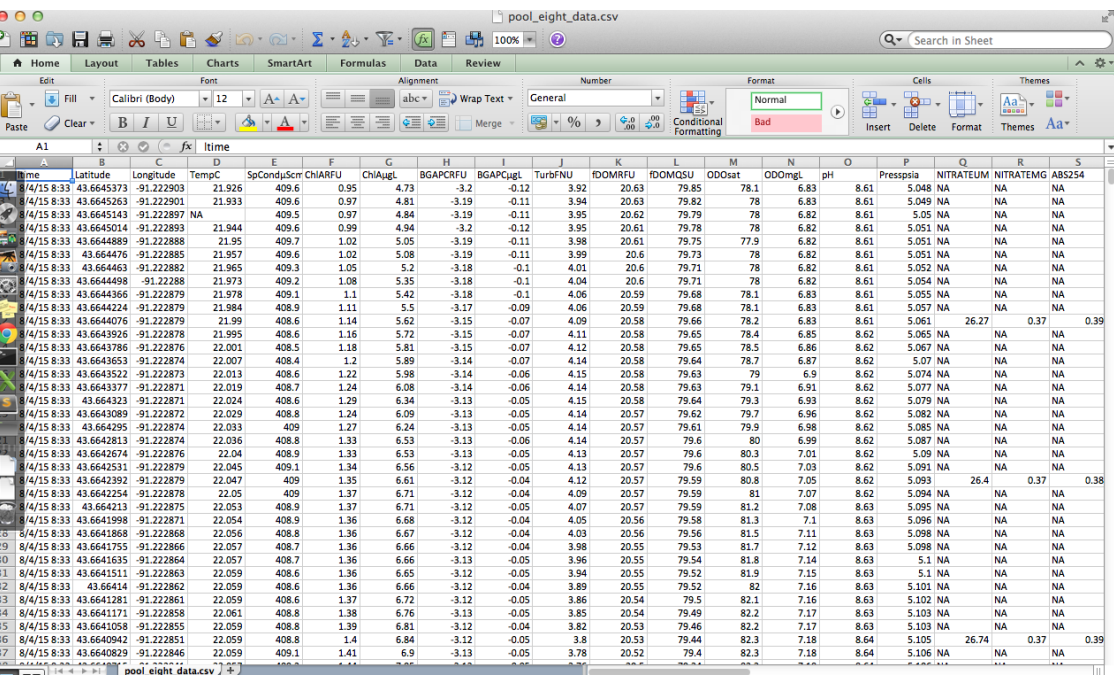 pool_eight_data.csv
100%
Search in Sheet
Home Layout Tables Charts SmartArt Formulas Data Review
Edit Font Alignment Number Format Cells Themes
Fill Calibri (Body) 12 A A abc Wrap Text General Normal
Paste Clear B I U A Merge % , .0 .00 Conditional Formatting Bad Insert Delete Format Themes Aa
A1 fx ltime
A B C D E F G H I J K L M N O P Q R S
ltime Latitude Longitude TempC SpCondµScm ChlARFU ChlAµgL BGAPCRFU BGAPCµgL TurbFNU fDOMRFU fDOMQSU ODOsat ODOmgL pH Presspsia NITRATEUM NITRATEMG ABS254
8/4/15 8:33 43.6645373 -91.222903 21.926 409.6 0.95 4.73 -3.2 -0.12 3.92 20.63 79.85 78.1 6.83 8.61 5.048 NA NA NA
8/4/15 8:33 43.6645263 -91.222901 21.933 409.6 0.97 4.81 -3.19 -0.11 3.94 20.63 79.82 78 6.83 8.61 5.049 NA NA NA
8/4/15 8:33 43.6645143 -91.222897 NA 409.5 0.97 4.84 -3.19 -0.11 3.95 20.62 79.79 78 6.82 8.61 5.05 NA NA NA
8/4/15 8:33 43.6645014 -91.222893 21.944 409.6 0.99 4.94 -3.2 -0.12 3.95 20.61 79.78 78 6.82 8.61 5.051 NA NA NA
8/4/15 8:33 43.6644889 -91.222888 21.95 409.7 1.02 5.05 -3.19 -0.11 3.98 20.61 79.75 77.9 6.82 8.61 5.051 NA NA NA
8/4/15 8:33 43.664476 -91.222885 21.957 409.6 1.02 5.08 -3.19 -0.11 3.99 20.6 79.73 78 6.82 8.61 5.051 NA NA NA
8/4/15 8:33 43.664463 -91.222882 21.965 409.3 1.05 5.2 -3.18 -0.1 4.01 20.6 79.71 78 6.82 8.61 5.052 NA NA NA
8/4/15 8:33 43.6644498 -91.22288 21.973 409.2 1.08 5.35 -3.18 -0.1 4.04 20.6 79.71 78 6.82 8.61 5.054 NA NA NA
8/4/15 8:33 43.6644366 -91.222879 21.978 409.1 1.1 5.42 -3.18 -0.1 4.06 20.59 79.68 78.1 6.83 8.61 5.055 NA NA NA
8/4/15 8:33 43.6644224 -91.222879 21.984 408.9 1.11 5.5 -3.17 -0.09 4.06 20.59 79.68 78.1 6.83 8.61 5.057 NA NA NA
8/4/15 8:33 43.6644076 -91.222879 21.99 408.6 1.14 5.62 -3.15 -0.07 4.09 20.58 79.66 78.2 6.83 8.61 5.061 26.27 0.37 0.39
8/4/15 8:33 43.6643926 -91.222878 21.995 408.6 1.16 5.72 -3.15 -0.07 4.11 20.58 79.65 78.4 6.85 8.62 5.065 NA NA NA
8/4/15 8:33 43.6643786 -91.222876 22.001 408.5 1.18 5.81 -3.15 -0.07 4.12 20.58 79.65 78.5 6.86 8.62 5.067 NA NA NA
8/4/15 8:33 43.6643653 -91.222874 22.007 408.4 1.2 5.89 -3.14 -0.07 4.14 20.58 79.64 78.7 6.87 8.62 5.07 NA NA NA
8/4/15 8:33 43.6643522 -91.222873 22.013 408.6 1.22 5.98 -3.14 -0.06 4.15 20.58 79.63 79 6.9 8.62 5.074 NA NA NA
8/4/15 8:33 43.6643377 -91.222871 22.019 408.7 1.24 6.08 -3.14 -0.06 4.14 20.58 79.63 79.1 6.91 8.62 5.077 NA NA NA
8/4/15 8:33 43.664323 -91.222871 22.024 408.6 1.29 6.34 -3.13 -0.05 4.15 20.58 79.64 79.3 6.93 8.62 5.079 NA NA NA
8/4/15 8:33 43.6643089 -91.222872 22.029 408.8 1.24 6.09 -3.13 -0.05 4.14 20.57 79.62 79.7 6.96 8.62 5.082 NA NA NA
8/4/15 8:33 43.664295 -91.222874 22.033 409 1.27 6.24 -3.13 -0.05 4.14 20.57 79.61 79.9 6.98 8.62 5.085 NA NA NA
8/4/15 8:33 43.6642813 -91.222874 22.036 408.8 1.33 6.53 -3.13 -0.06 4.14 20.57 79.6 80 6.99 8.62 5.087 NA NA NA
8/4/15 8:33 43.6642674 -91.222876 22.04 408.9 1.33 6.53 -3.13 -0.05 4.13 20.57 79.6 80.3 7.01 8.62 5.09 NA NA NA
8/4/15 8:33 43.6642531 -91.222879 22.045 409.1 1.34 6.56 -3.12 -0.05 4.13 20.57 79.6 80.5 7.03 8.62 5.091 NA NA NA
8/4/15 8:33 43.6642392 -91.222879 22.047 409 1.35 6.61 -3.12 -0.04 4.12 20.57 79.59 80.8 7.05 8.62 5.093 26.4 0.37 0.38
8/4/15 8:33 43.6642254 -91.222878 22.05 409 1.37 6.71 -3.12 -0.04 4.09 20.57 79.59 81 7.07 8.62 5.094 NA NA NA
8/4/15 8:33 43.664213 -91.222875 22.053 408.9 1.37 6.71 -3.12 -0.05 4.07 20.57 79.59 81.2 7.08 8.63 5.095 NA NA NA
8/4/15 8:33 43.6641998 -91.222871 22.054 408.9 1.36 6.68 -3.12 -0.04 4.05 20.56 79.58 81.3 7.1 8.63 5.096 NA NA NA
28 8/4/15 8:33 43.6641868 -91.222868 22.056 408.8 1.36 6.67 -3.12 -0.04 4.03 20.56 79.56 81.5 7.11 8.63 5.098 NA NA NA
29 8/4/15 8:33 43.6641755 -91.222866 22.057 408.7 1.36 6.66 -3.12 -0.04 3.98 20.55 79.53 81.7 7.12 8.63 5.098 NA NA NA
30 8/4/15 8:33 43.6641635 -91.222864 22.057 408.7 1.36 6.66 -3.13 -0.05 3.96 20.55 79.54 81.8 7.14 8.63 5.1 NA NA NA
31 8/4/15 8:33 43.6641511 -91.222863 22.059 408.6 1.36 6.65 -3.12 -0.05 3.94 20.55 79.52 81.9 7.15 8.63 5.1 NA NA NA
32 8/4/15 8:33 43.66414 -91.222862 22.059 408.6 1.36 6.66 -3.12 -0.04 3.89 20.55 79.52 82 7.16 8.63 5.101 NA NA NA
33 8/4/15 8:33 43.6641281 -91.222861 22.059 408.6 1.37 6.72 -3.12 -0.05 3.86 20.54 79.5 82.1 7.16 8.63 5.102 NA NA NA
34 8/4/15 8:33 43.6641171 -91.222858 22.061 408.8 1.38 6.76 -3.13 -0.05 3.85 20.54 79.49 82.2 7.17 8.63 5.103 NA NA NA
35 8/4/15 8:33 43.6641058 -91.222855 22.059 408.8 1.39 6.81 -3.12 -0.04 3.82 20.53 79.46 82.2 7.17 8.63 5.103 NA NA NA
36 8/4/15 8:33 43.6640942 -91.222851 22.059 408.8 1.4 6.84 -3.12 -0.05 3.8 20.53 79.44 82.3 7.18 8.64 5.105 26.74 0.37 0.39
37 8/4/15 8:33 43.6640829 -91.222846 22.059 409.1 1.41 6.9 -3.13 -0.05 3.78 20.52 79.4 82.3 7.18 8.64 5.106 NA NA NA
pool_eight_data.csv +